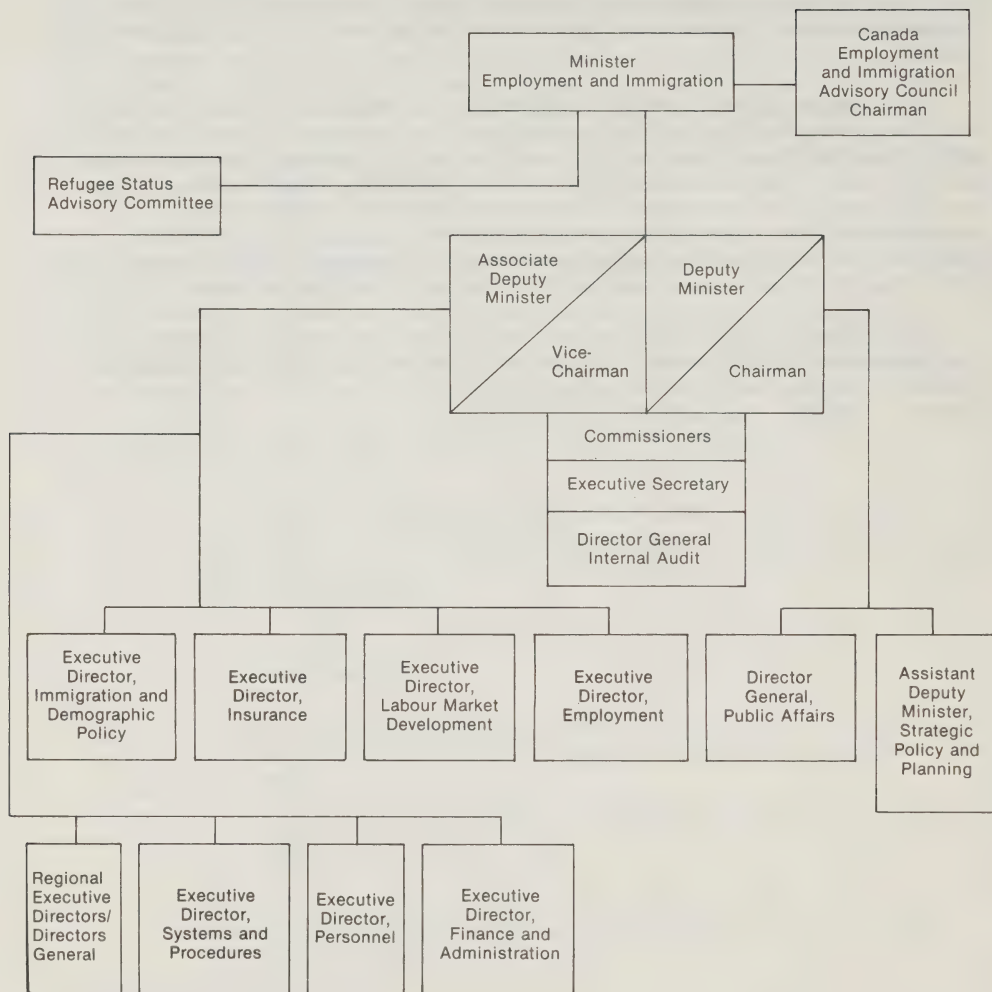 Minister
Employment and Immigration
Canada
Employment
and Immigration
Advisory Council
Chairman
Refugee Status
Advisory Committee
Associate
Deputy
Minister
Vice-
Chairman
Deputy
Minister
Chairman
Commissioners
Executive Secretary
Director General
Internal Audit
Executive
Director,
Immigration and
Demographic
Policy
Executive
Director,
Insurance
Executive
Director,
Labour Market
Development
Executive
Director,
Employment
Director
General,
Public Affairs
Assistant
Deputy
Minister,
Strategic
Policy and
Planning
Regional
Executive
Directors/
Directors
General
Executive
Director,
Systems and
Procedures
Executive
Director,
Personnel
Executive
Director,
Finance and
Administration